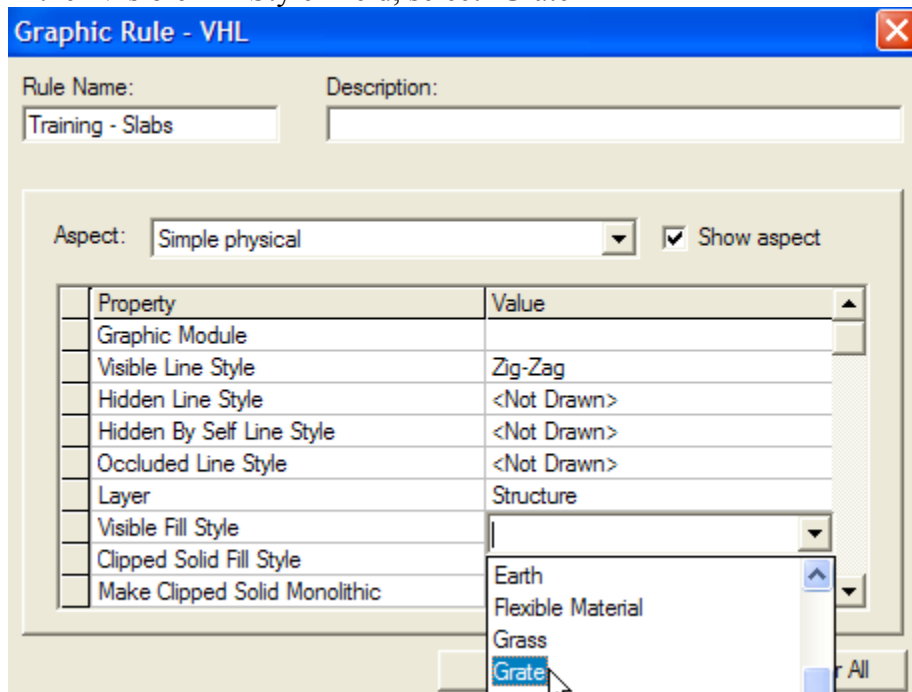 Graphic Rule - VHL
Rule Name: Description:
Training - Slabs
Aspect: Simple physical Show aspect
Property Value
Graphic Module
Visible Line Style Zig-Zag
Hidden Line Style <Not Drawn>
Hidden By Self Line Style <Not Drawn>
Occluded Line Style <Not Drawn>
Layer Structure
Visible Fill Style
Clipped Solid Fill Style
Make Clipped Solid Monolithic
Earth
Flexible Material
Grass
Grate
All